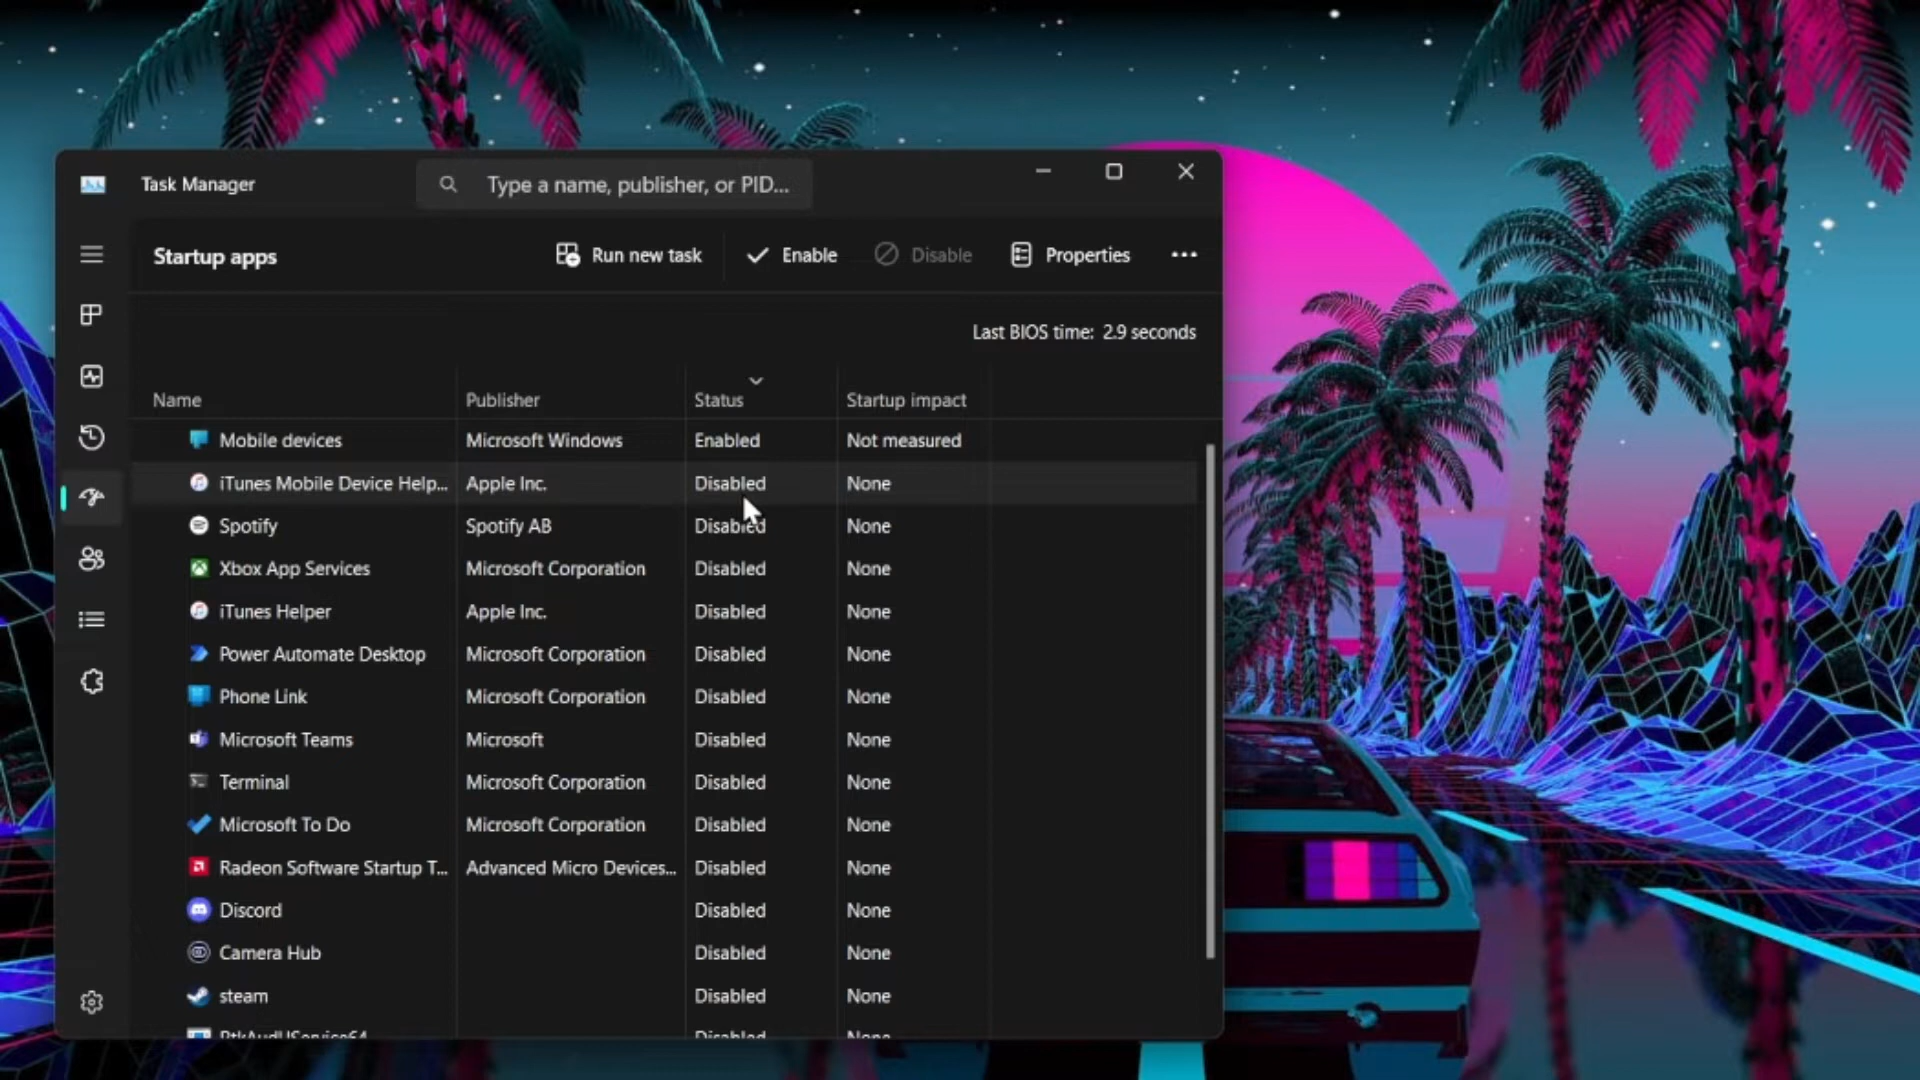 Task Manager
Type a name, publisher, or PID...
Startup apps
Run new task
Enable
Disable
Properties
Last BIOS time: 2.9 seconds
Name Publisher Status Startup impact
Mobile devices Microsoft Windows Enabled Not measured
iTunes Mobile Device Help... Apple Inc. Disabled None
Spotify Spotify AB Disabled None
Xbox App Services Microsoft Corporation Disabled None
iTunes Helper Apple Inc. Disabled None
Power Automate Desktop Microsoft Corporation Disabled None
Phone Link Microsoft Corporation Disabled None
Microsoft Teams Microsoft Disabled None
Terminal Microsoft Corporation Disabled None
Microsoft To Do Microsoft Corporation Disabled None
Radeon Software Startup T... Advanced Micro Devices... Disabled None
Discord Disabled None
Camera Hub Disabled None
steam Disabled None
RtkAudUService64 Disabled None